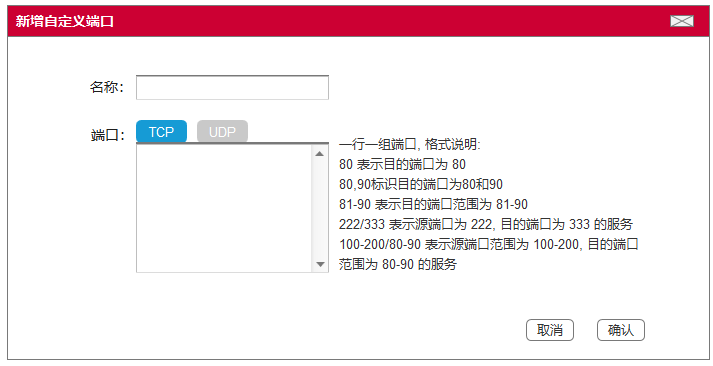 新增自定义端口
名称：
端口：
TCP UDP
一行一组端口, 格式说明:
80 表示目的端口为 80
80,90标识目的端口为80和90
81-90 表示目的端口范围为 81-90
222/333 表示源端口为 222, 目的端口为 333 的服务
100-200/80-90 表示源端口范围为 100-200, 目的端口
范围为 80-90 的服务
取消 确认